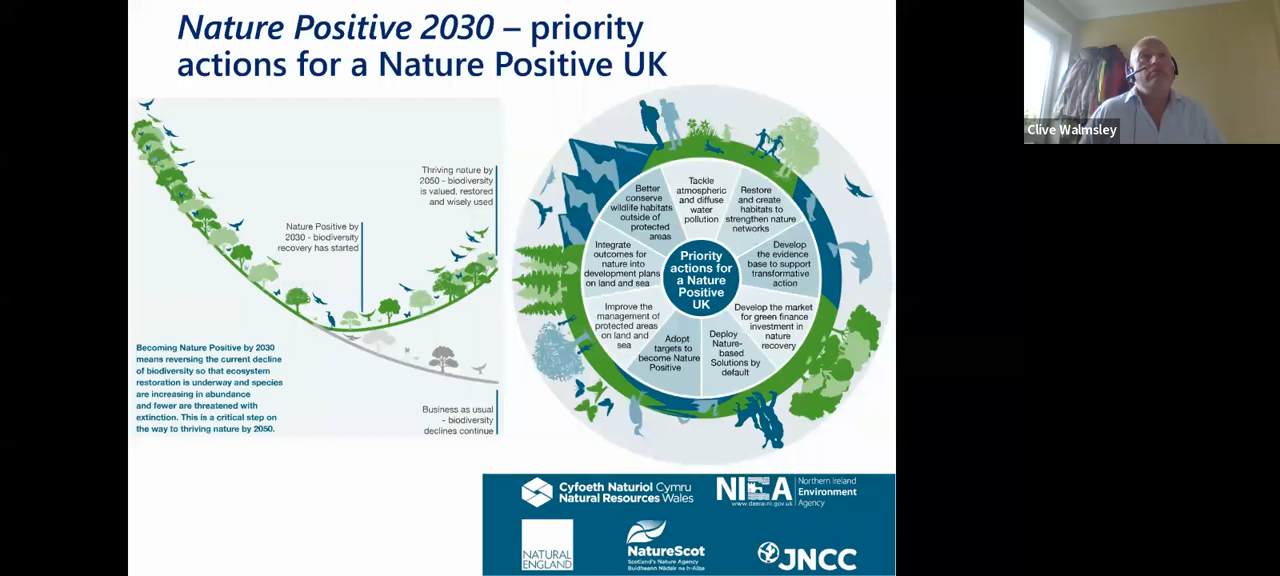 Nature Positive 2030 – priority
actions for a Nature Positive UK
Clive Walmsley
Thriving nature by
2050 - biodiversity
is valued, restored
and wisely used
Nature Positive by
2030 - biodiversity
recovery has started
Becoming Nature Positive by 2030
means reversing the current decline
of biodiversity so that ecosystem
restoration is underway and species
are increasing in abundance
and fewer are threatened with
extinction. This is a critical step on
the way to thriving nature by 2050.
Business as usual
- biodiversity
declines continue
Priority
actions for
a Nature
Positive
UK
Tackle
atmospheric
and diffuse
water
pollution
Restore
and create
habitats to
strengthen nature
networks
Develop
the evidence
base to support
transformative
action
Develop the market
for green finance
investment in
nature
recovery
Deploy
Nature-
based
Solutions by
default
Adopt
targets to
become Nature
Positive
Improve the
management of
protected areas
on land and
sea
Integrate
outcomes for
nature into
development plans
on land and sea
Better
conserve
wildlife habitats
outside of
protected
areas
Cyfoeth Naturiol Cymru
Natural Resources Wales
NIEA
www.daera-ni.gov.uk
Northern Ireland
Environment
Agency
NATURAL
ENGLAND
NatureScot
Scotland's Nature Agency
Buidheann Nàdair na h-Alba
JNCC